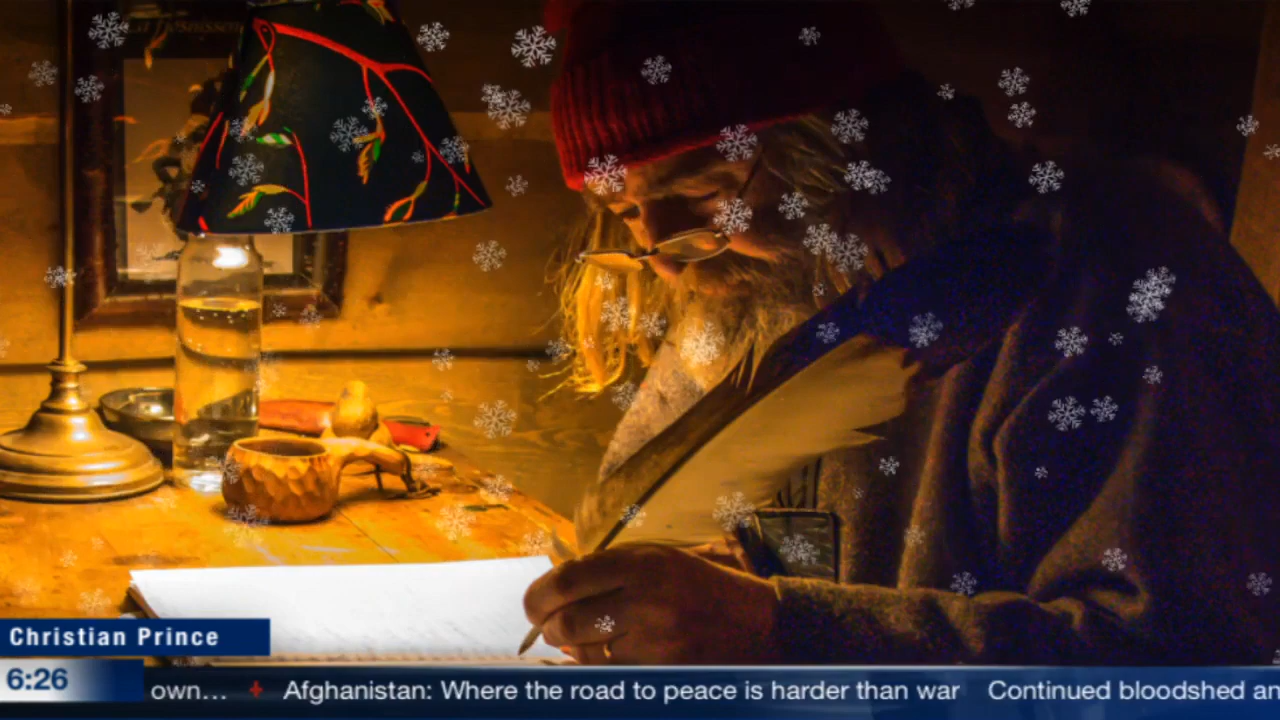 Christian Prince
6:26
own... Afghanistan: Where the road to peace is harder than war Continued bloodshed an